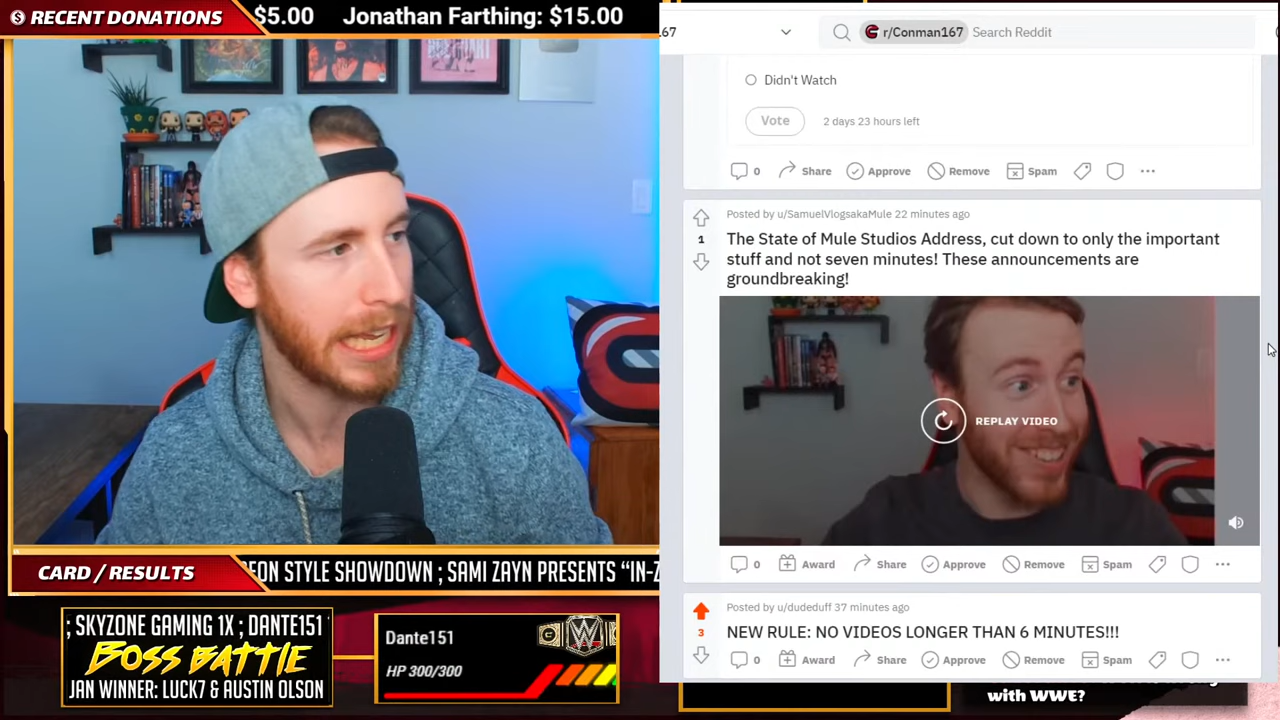 RECENT DONATIONS
$5.00 Jonathan Farthing: $15.00
.67
r/Conman167 Search Reddit
Didn't Watch
Vote 2 days 23 hours left
0 Share Approve Remove Spam
Posted by u/SamuelVlogsakaMule 22 minutes ago
1
The State of Mule Studios Address, cut down to only the important
stuff and not seven minutes! These announcements are
groundbreaking!
REPLAY VIDEO
0 Award Share Approve Remove Spam
Posted by u/dudeduff 37 minutes ago
3
NEW RULE: NO VIDEOS LONGER THAN 6 MINUTES!!!
0 Award Share Approve Remove Spam
with WWE?
CARD / RESULTS
EON STYLE SHOWDOWN ; SAMI ZAYN PRESENTS “IN-Z
; SKYZONE GAMING 1X ; DANTE151
BOSS BATTLE
JAN WINNER: LUCK7 & AUSTIN OLSON
Dante151
HP 300/300